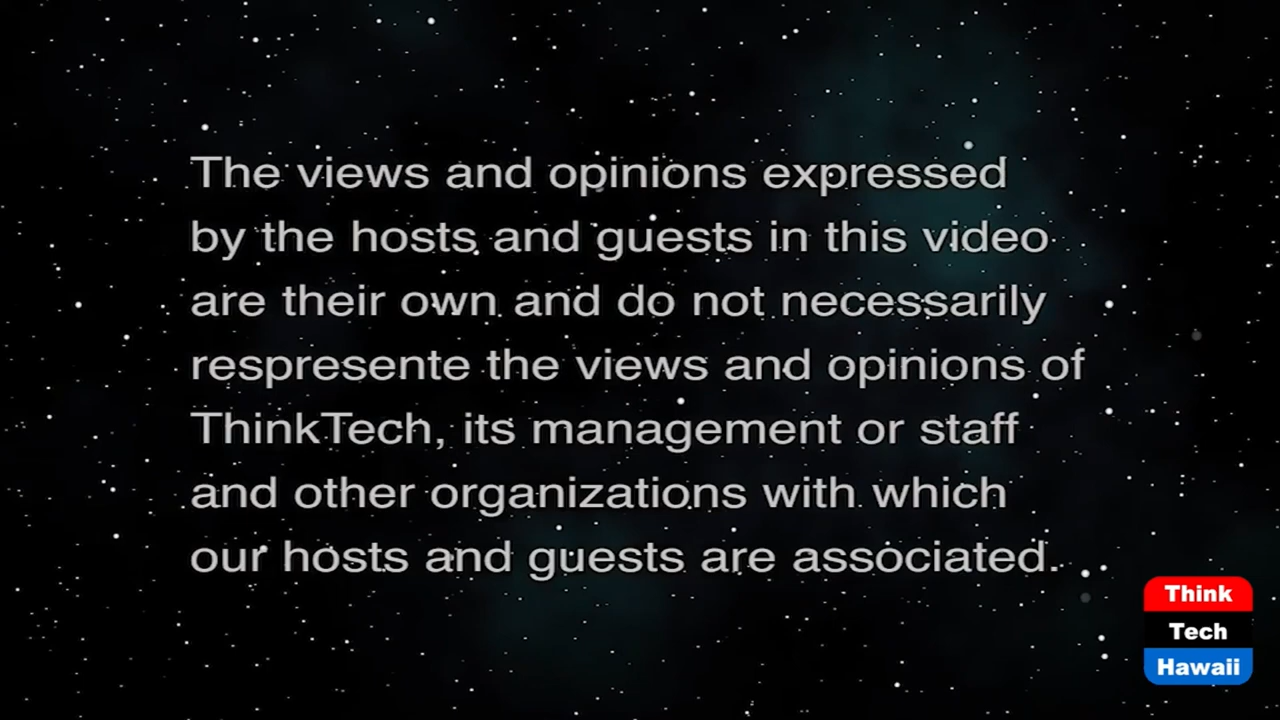 The views and opinions expressed
by the hosts and guests in this video
are their own and do not necessarily
respresente the views and opinions of
ThinkTech, its management or staff
and other organizations with which
our hosts and guests are associated.
Think
Tech
Hawaii